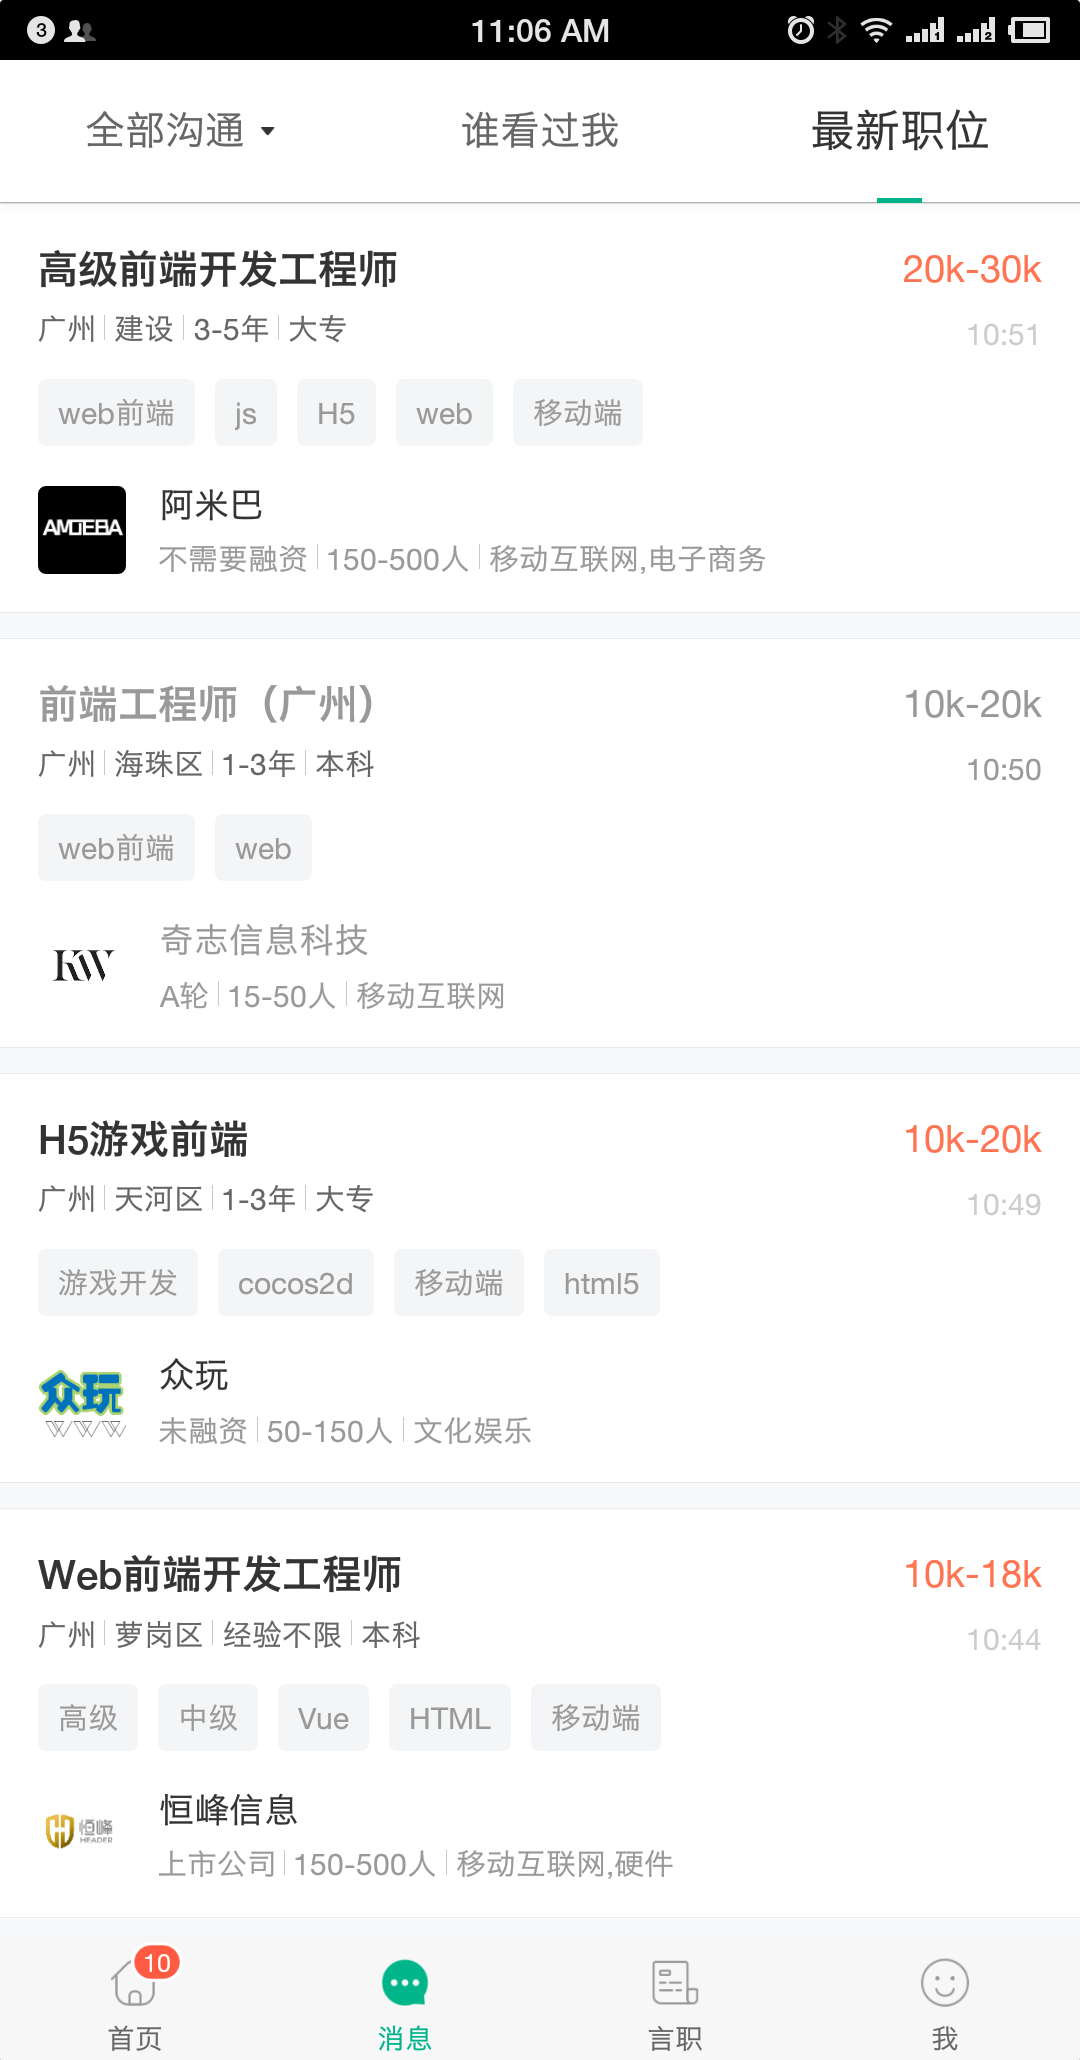 3 11:06 AM 1 2
全部沟通 谁看过我 最新职位
高级前端开发工程师 20k-30k
广州 建设 3-5年 大专 10:51
web前端 js H5 web 移动端
AMOEBA 阿米巴
不需要融资 150-500人 移动互联网,电子商务
前端工程师（广州） 10k-20k
广州 海珠区 1-3年 本科 10:50
web前端 web
KW 奇志信息科技
A轮 15-50人 移动互联网
H5游戏前端 10k-20k
广州 天河区 1-3年 大专 10:49
游戏开发 cocos2d 移动端 html5
众玩 众玩
WWW 未融资 50-150人 文化娱乐
Web前端开发工程师 10k-18k
广州 萝岗区 经验不限 本科 10:44
高级 中级 Vue HTML 移动端
恒峰 HEADER 恒峰信息
上市公司 150-500人 移动互联网,硬件
10
首页 消息 言职 我